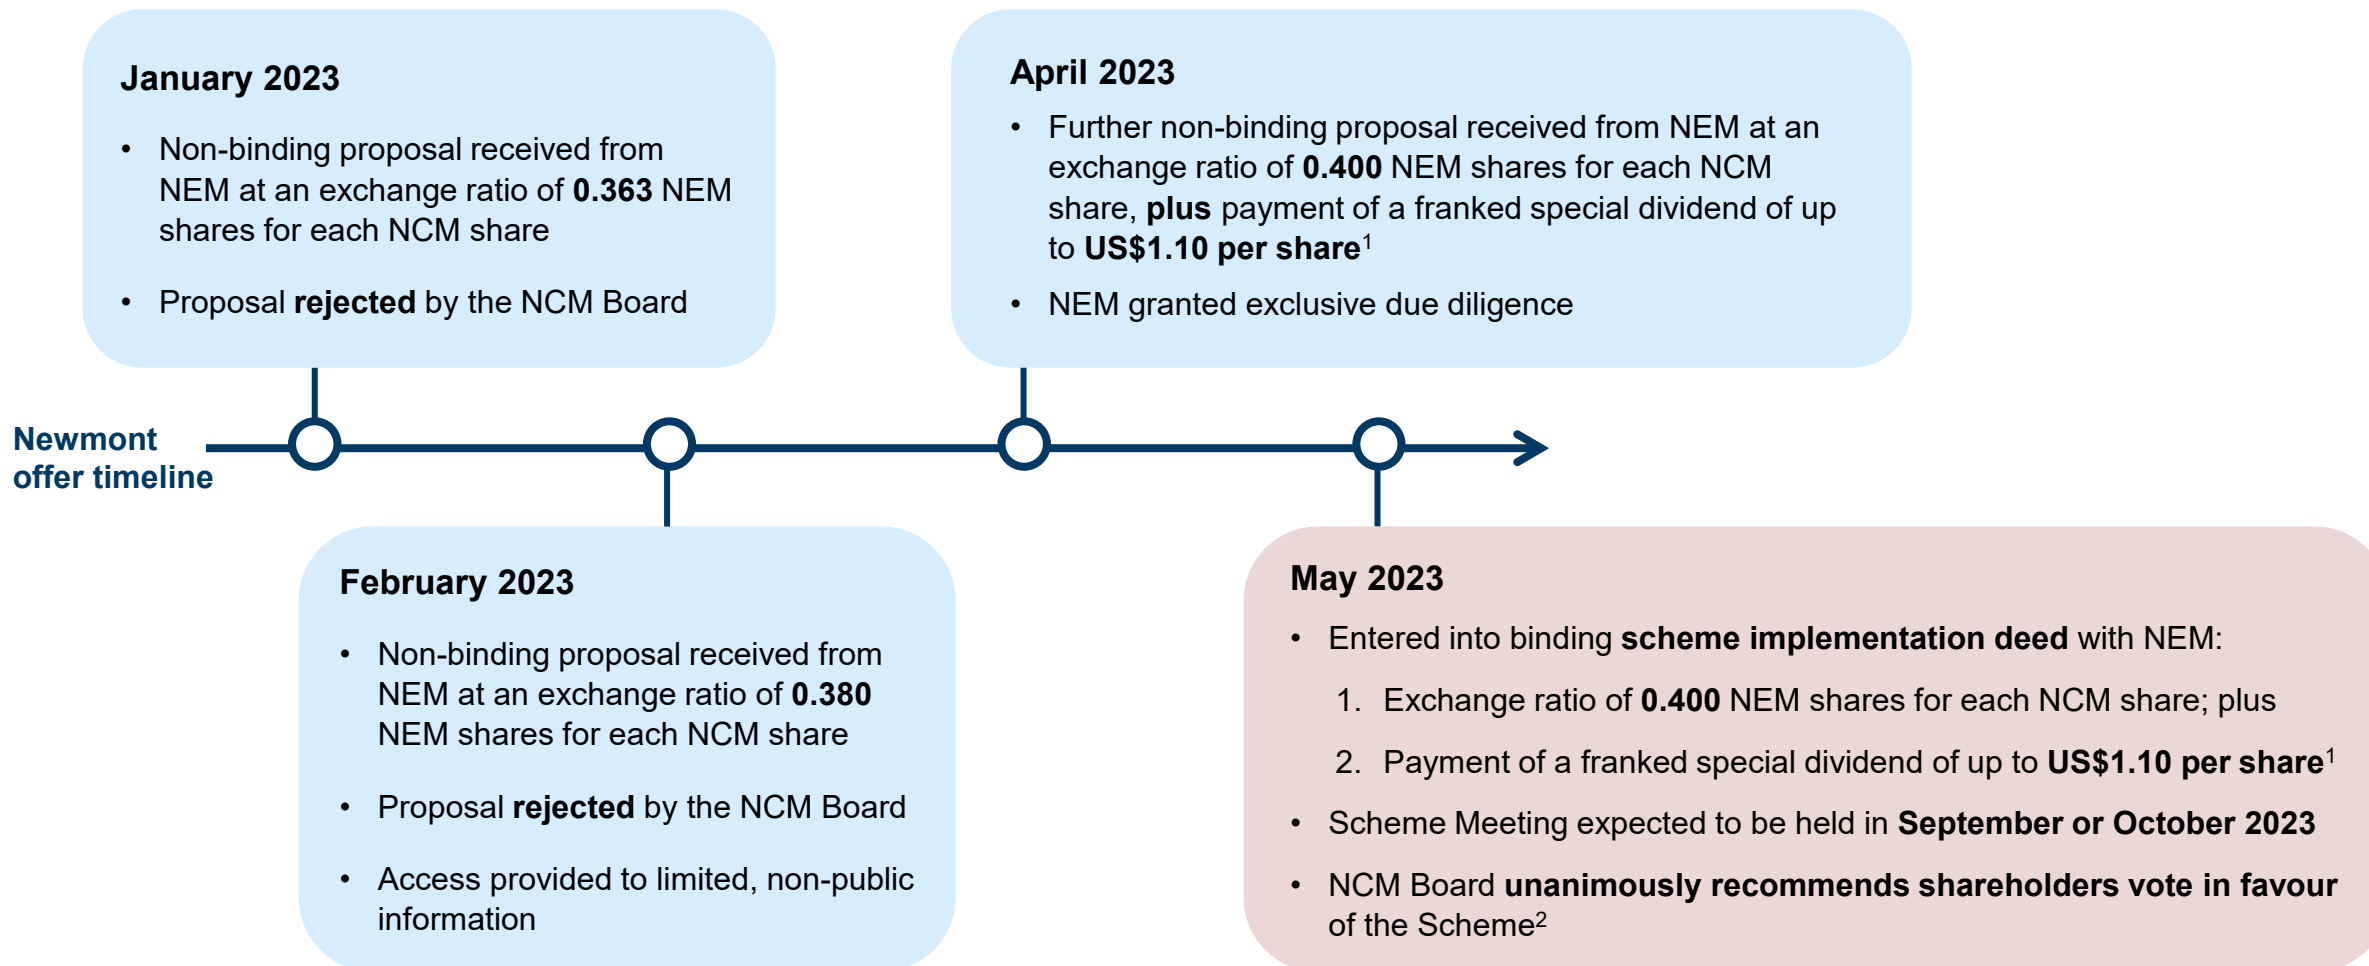 January 2023
• Non-binding proposal received from
NEM at an exchange ratio of 0.363 NEM
shares for each NCM share
• Proposal rejected by the NCM Board
April 2023
• Further non-binding proposal received from NEM at an
exchange ratio of 0.400 NEM shares for each NCM
share, plus payment of a franked special dividend of up
to US$1.10 per share¹
• NEM granted exclusive due diligence
Newmont
offer timeline
February 2023
• Non-binding proposal received from
NEM at an exchange ratio of 0.380
NEM shares for each NCM share
• Proposal rejected by the NCM Board
• Access provided to limited, non-public
information
May 2023
• Entered into binding scheme implementation deed with NEM:
1. Exchange ratio of 0.400 NEM shares for each NCM share; plus
2. Payment of a franked special dividend of up to US$1.10 per share¹
• Scheme Meeting expected to be held in September or October 2023
• NCM Board unanimously recommends shareholders vote in favour
of the Scheme²